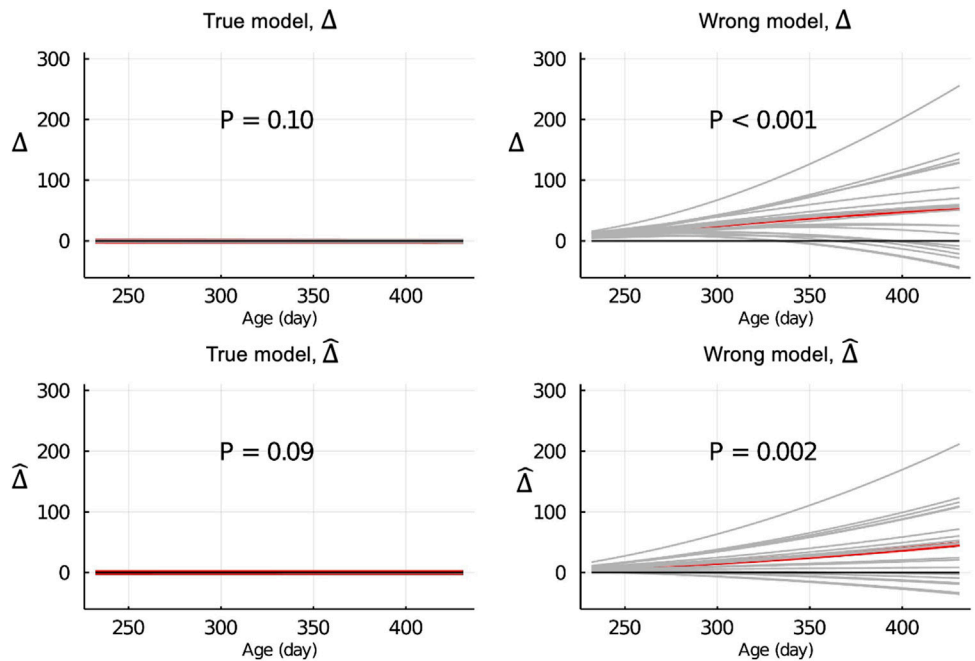 True model, Δ
300
200
100
0
Δ
P = 0.10
250 300 350 400
Age (day)
Wrong model, Δ
300
200
100
0
Δ
P < 0.001
250 300 350 400
Age (day)
True model, Δ̂
300
200
100
0
Δ̂
P = 0.09
250 300 350 400
Age (day)
Wrong model, Δ̂
300
200
100
0
Δ̂
P = 0.002
250 300 350 400
Age (day)